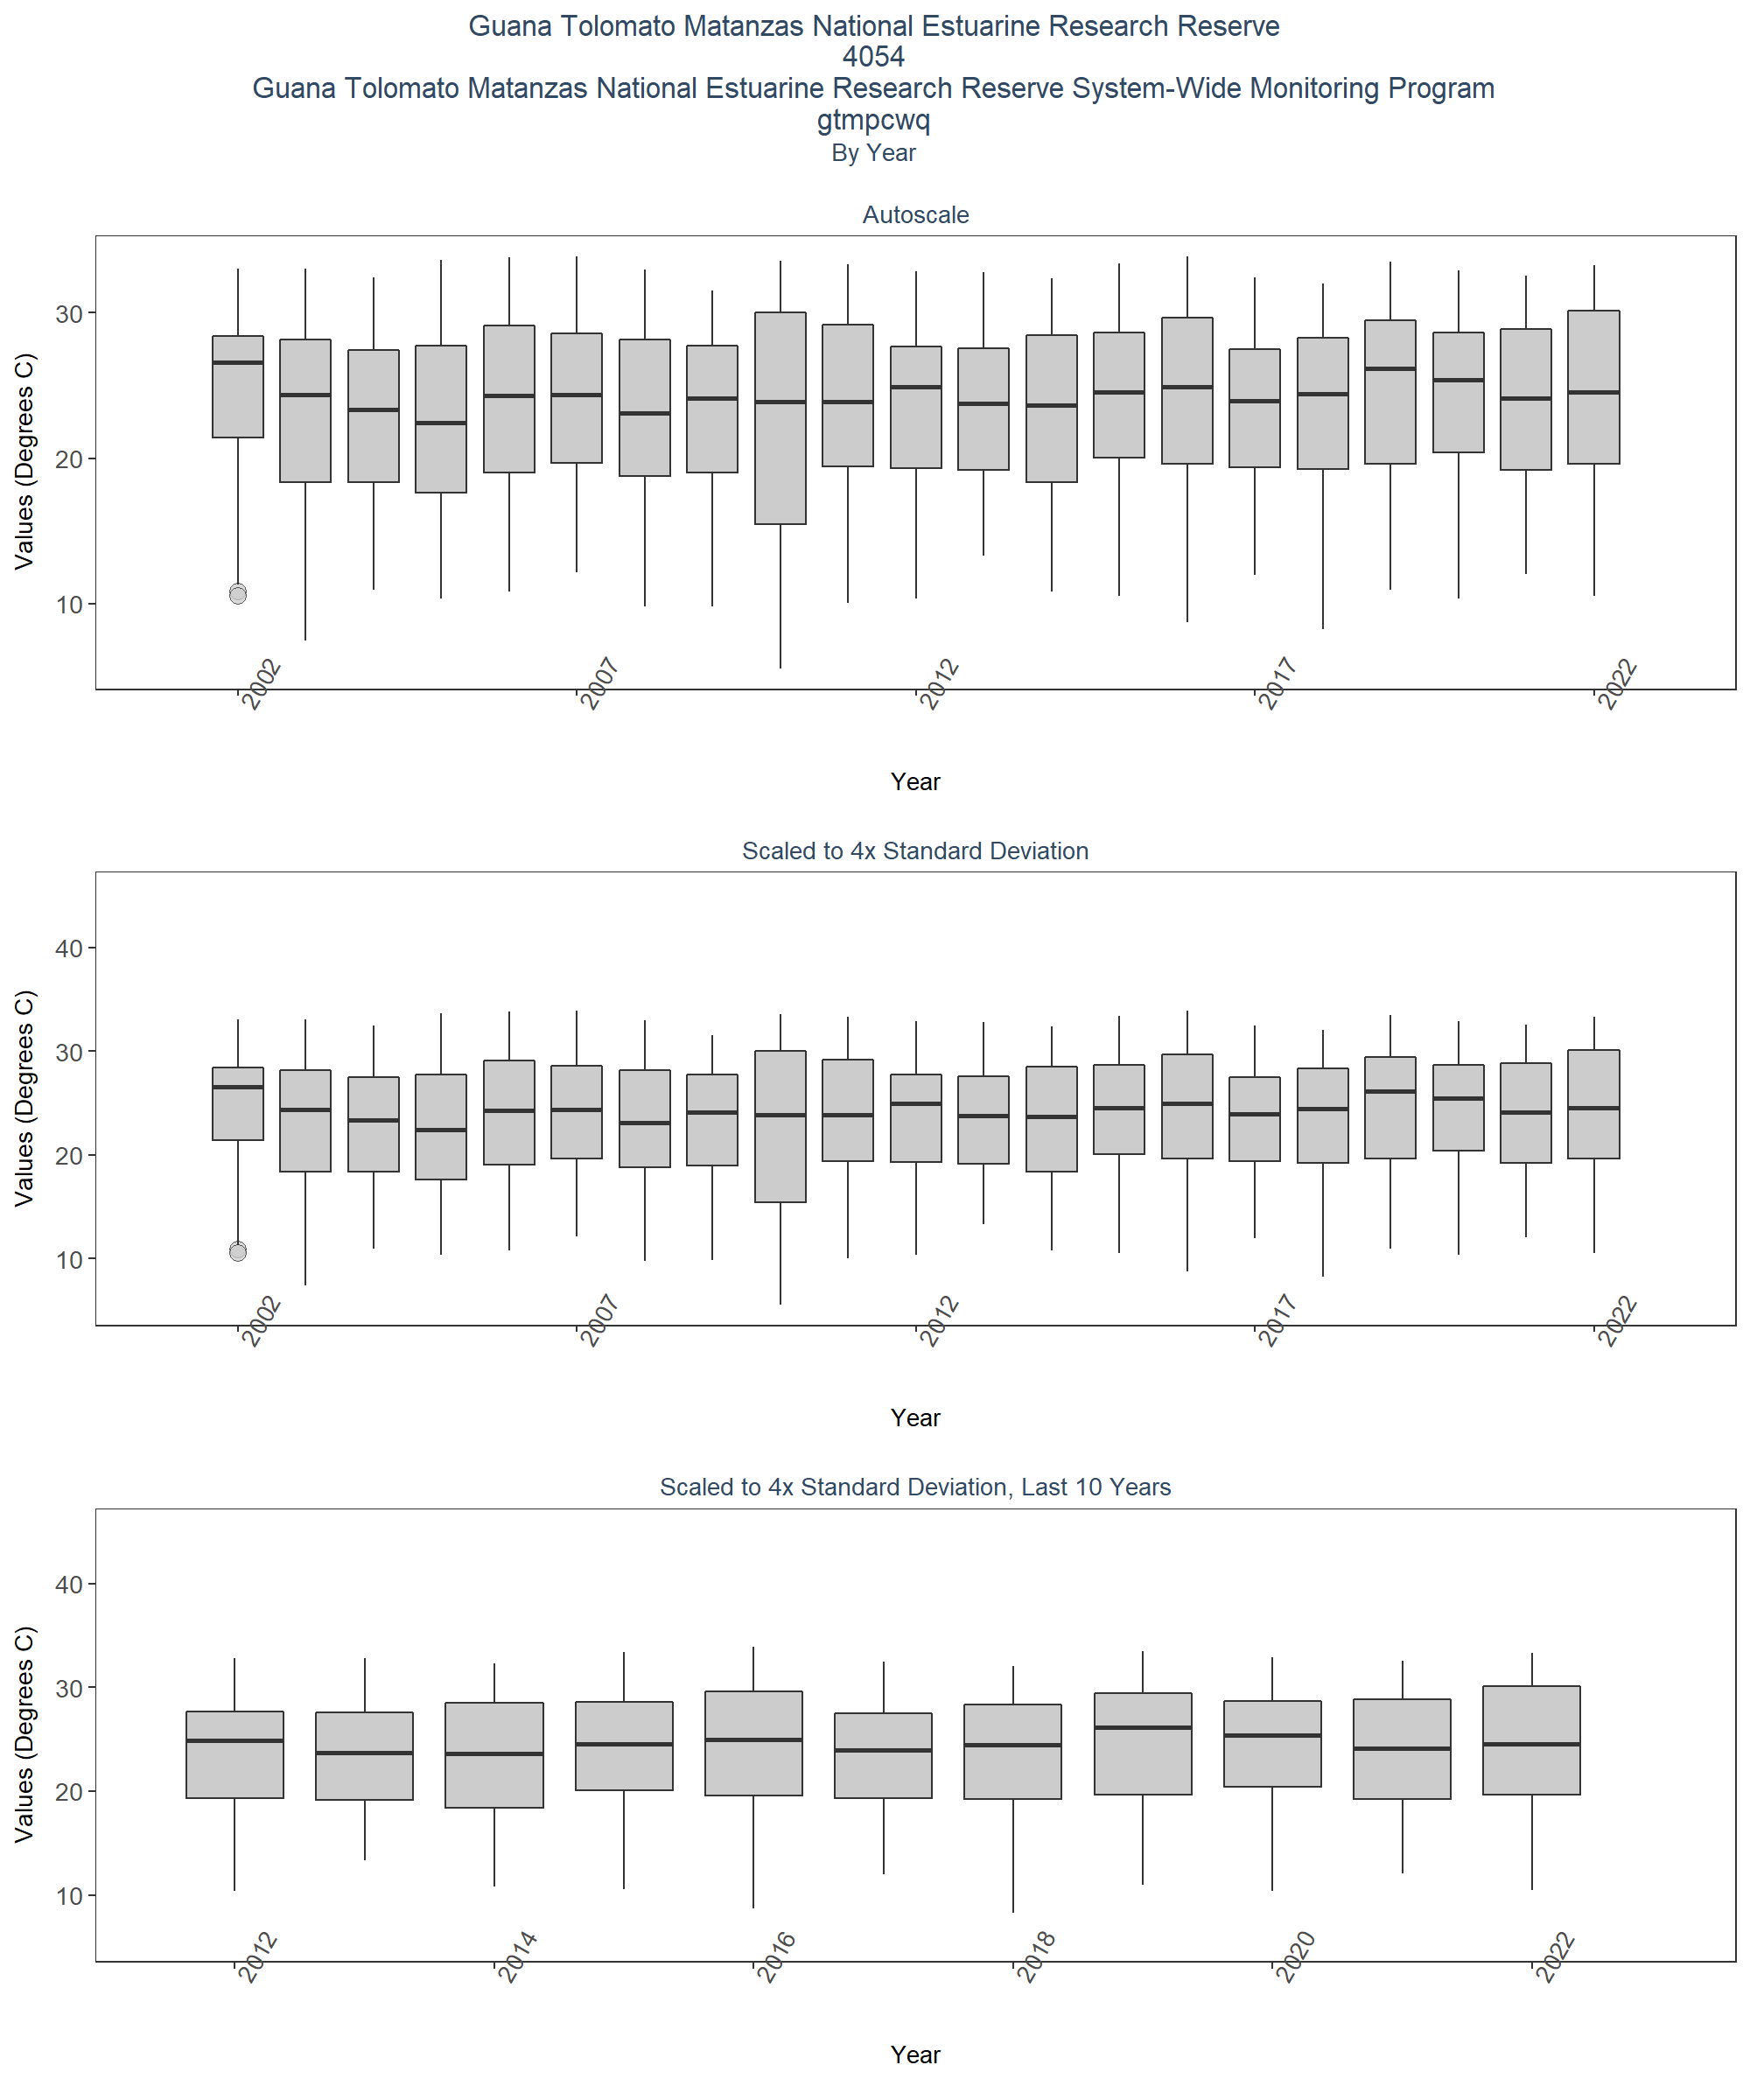 Guana Tolomato Matanzas National Estuarine Research Reserve
4054
Guana Tolomato Matanzas National Estuarine Research Reserve System-Wide Monitoring Program
gtmpcwq
By Year
Autoscale
Values (Degrees C)
30
20
10
2002 2007 2012 2017 2022
Year
Scaled to 4x Standard Deviation
Values (Degrees C)
40
30
20
10
2002 2007 2012 2017 2022
Year
Scaled to 4x Standard Deviation, Last 10 Years
Values (Degrees C)
40
30
20
10
2012 2014 2016 2018 2020 2022
Year